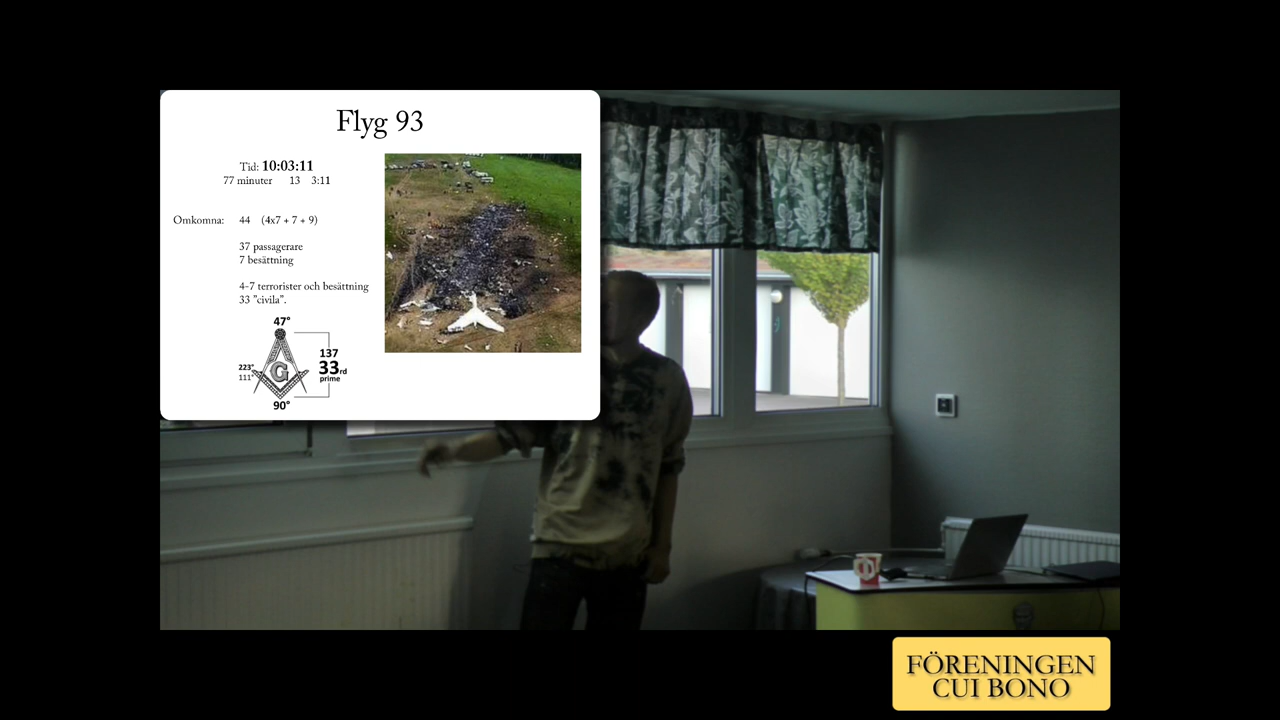 Flyg 93
Tid: 10:03:11
77 minuter 13 3:11
Omkomna: 44 (4x7 + 7 + 9)
37 passagerare
7 besättning
4-7 terrorister och besättning
33 ”civila”.
47°
G
137
33rd
prime
223°
111°
90°
FÖRENINGEN
CUI BONO